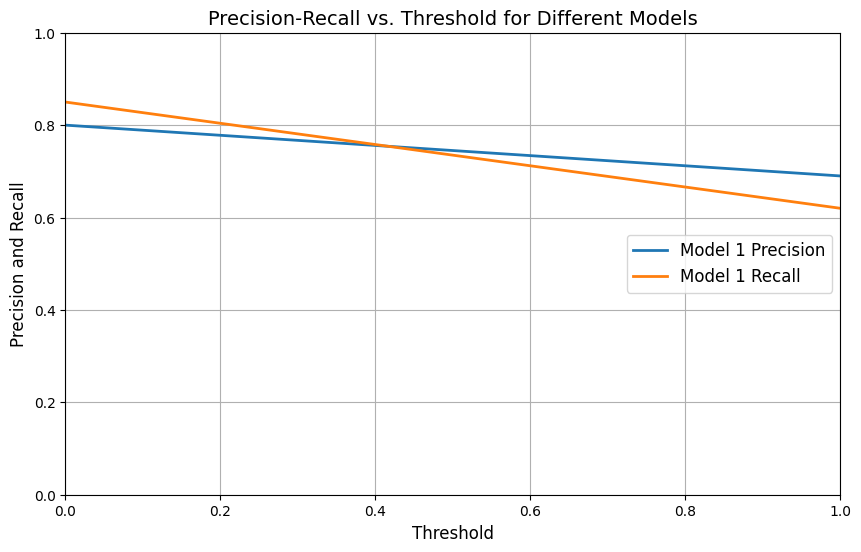 Precision-Recall vs. Threshold for Different Models
1.0
0.8
0.6
0.4
0.2
0.0
Precision and Recall
Model 1 Precision
Model 1 Recall
0.0 0.2 0.4 0.6 0.8 1.0
Threshold